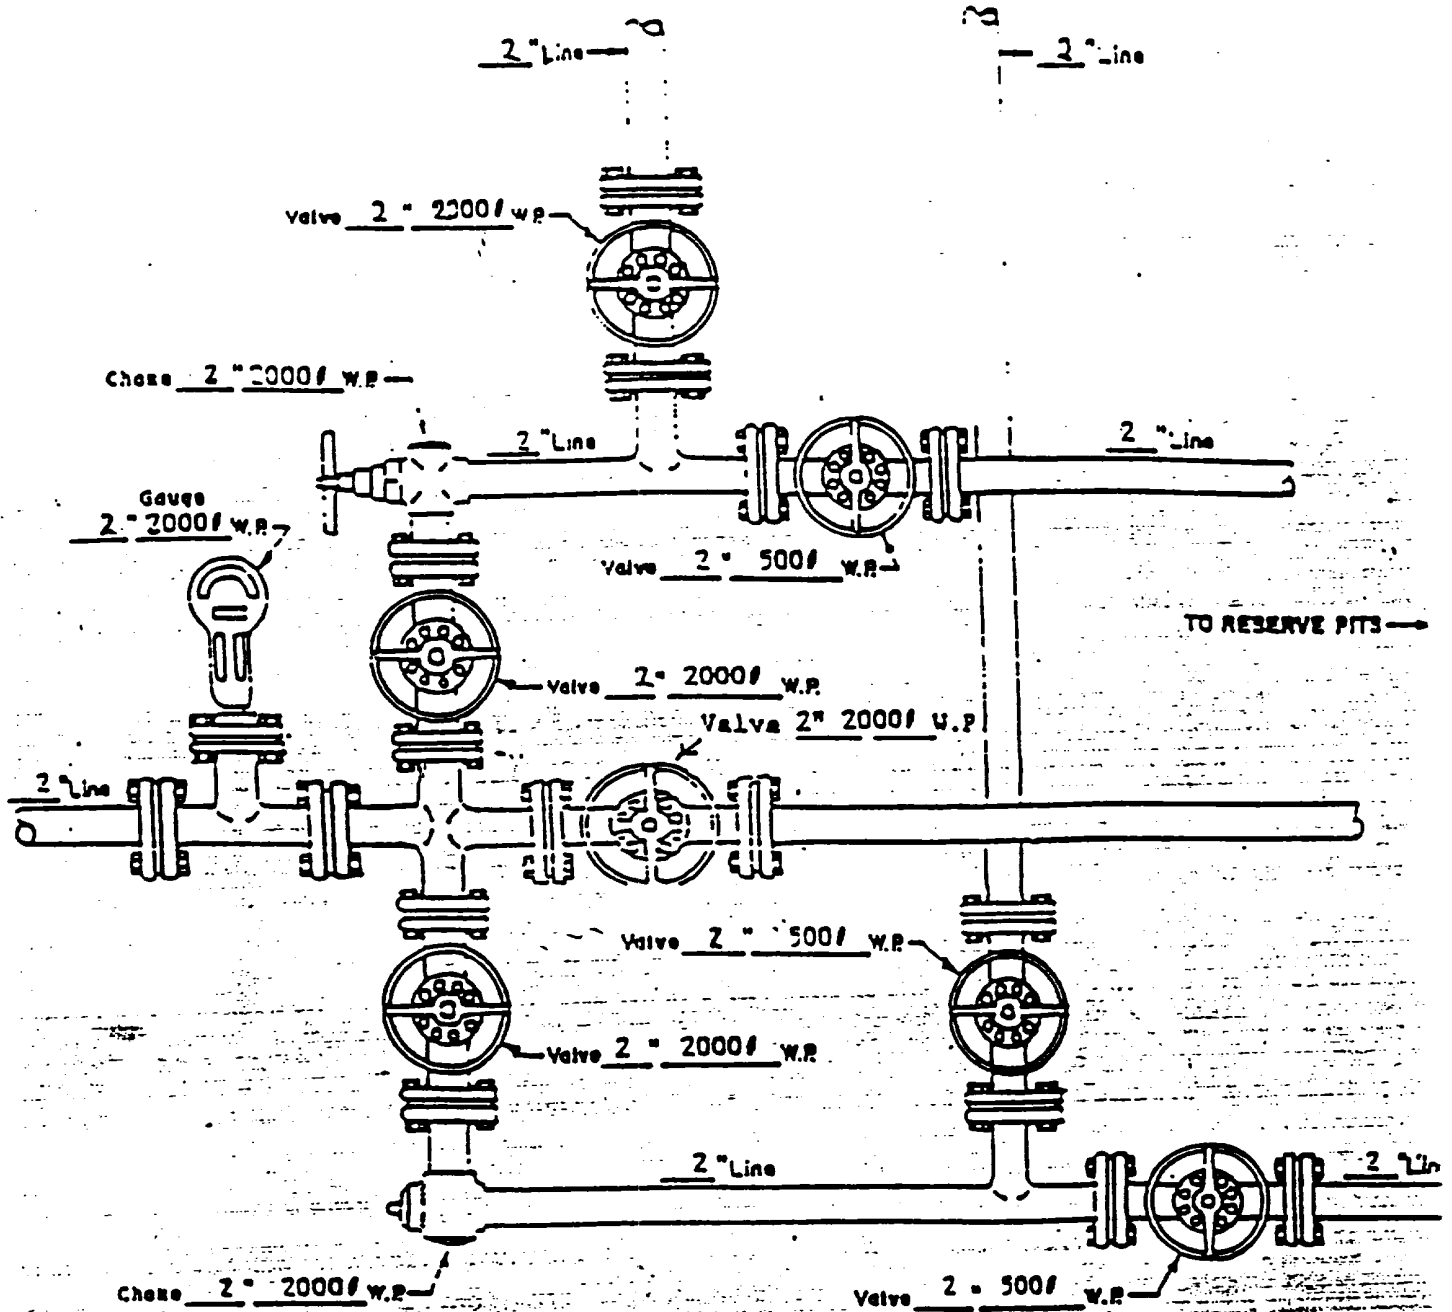 2 " Line
2 " Line
Valve 2 " 2000# W.P.
Choke 2 " 2000# W.P.
2 " Line
2 " Line
Gauge
2 " 2000# W.P.
Valve 2 " 500# W.P.
TO RESERVE PITS
Valve 2 " 2000# W.P.
Valve 2" 2000# W.P
2 " Line
Valve 2 " 500# W.P.
Valve 2 " 2000# W.P.
2 " Line
2 " Lin
Choke 2 " 2000# W.P.
Valve 2 " 500# W.P.